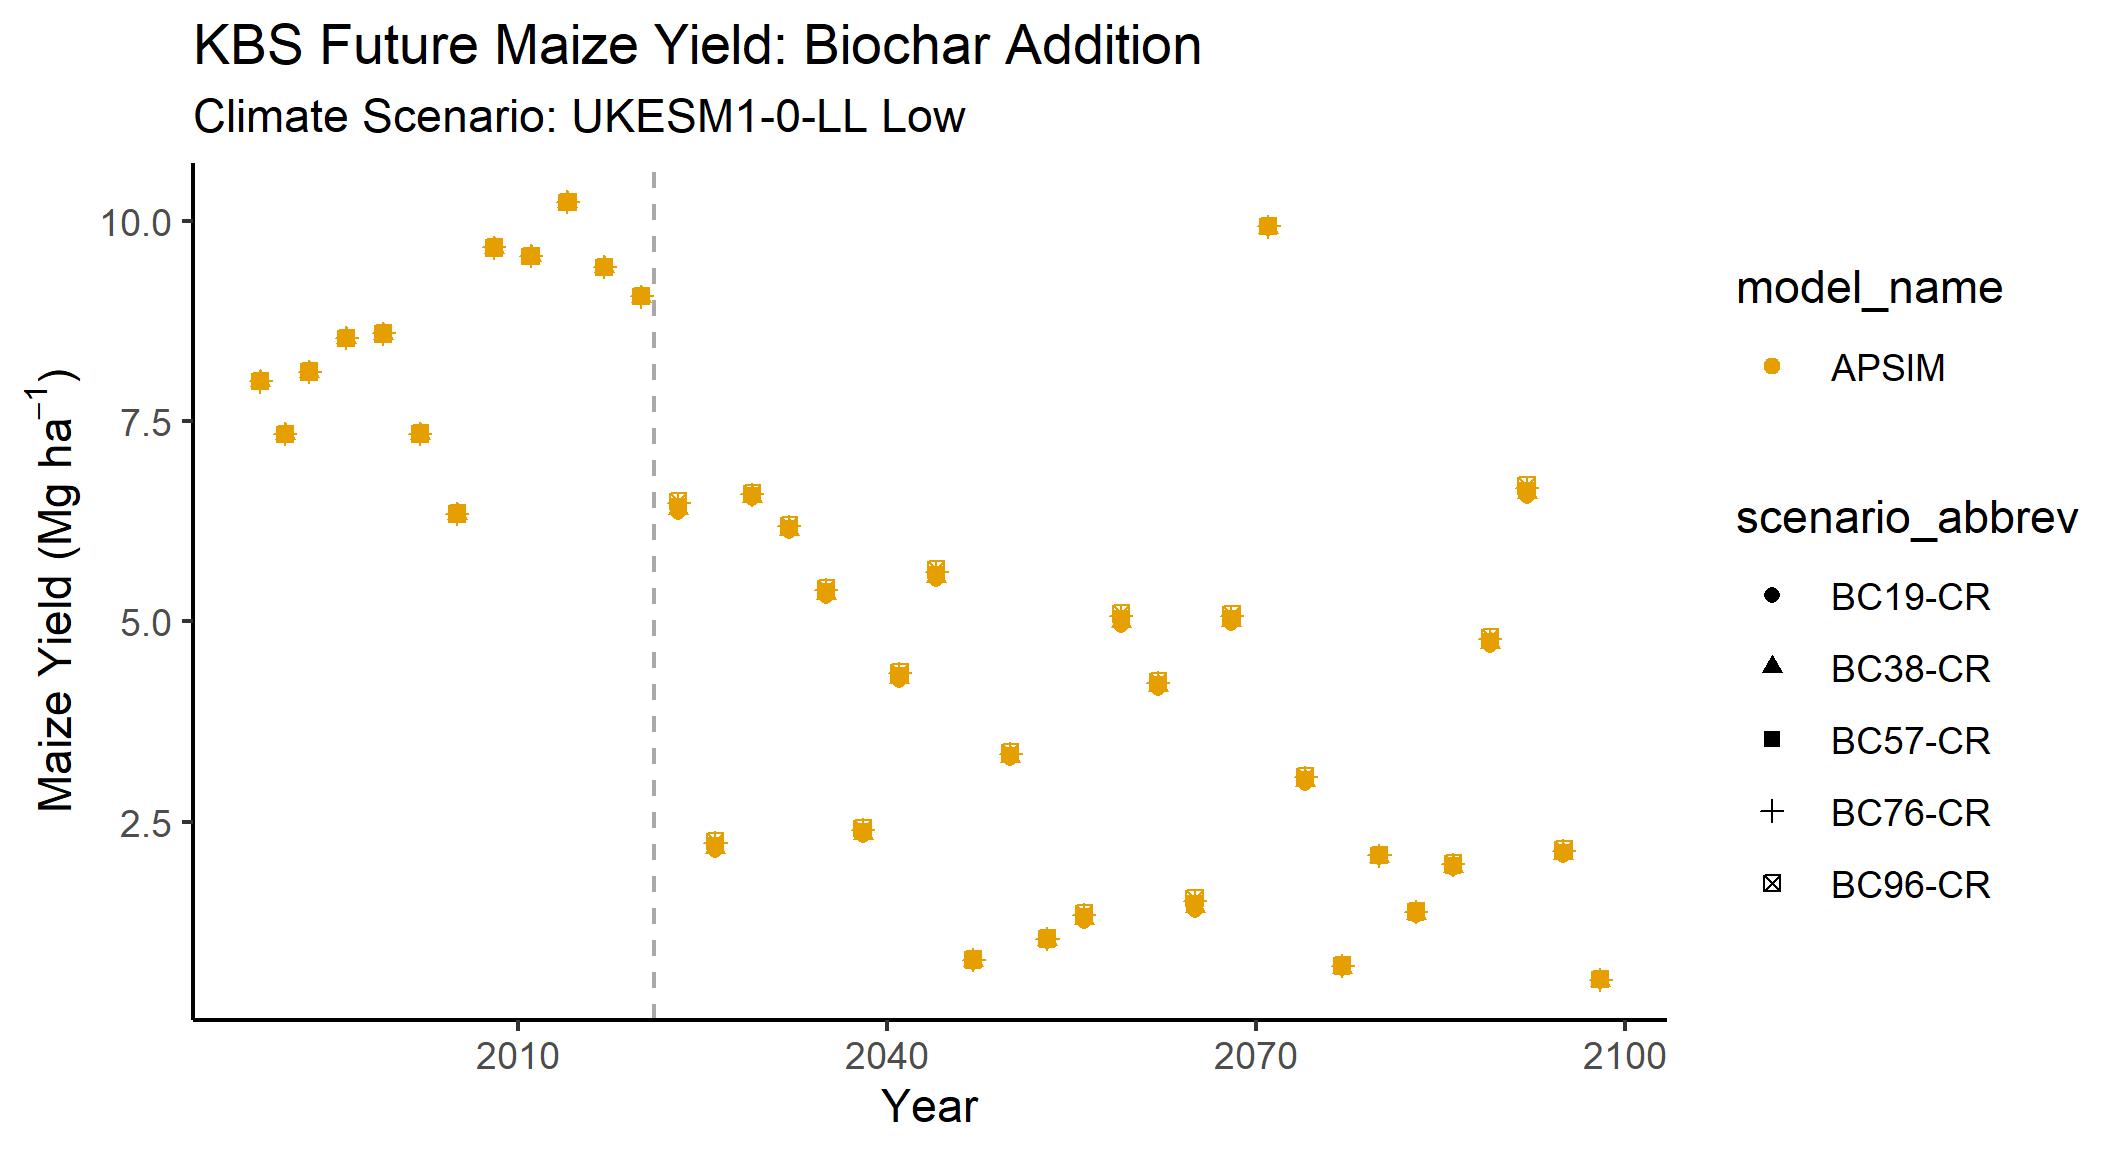 KBS Future Maize Yield: Biochar Addition
Climate Scenario: UKESM1-0-LL Low
Maize Yield (Mg ha⁻¹)
10.0
7.5
5.0
2.5
2010
2040
2070
2100
Year
model_name
APSIM
scenario_abbrev
BC19-CR
BC38-CR
BC57-CR
BC76-CR
BC96-CR